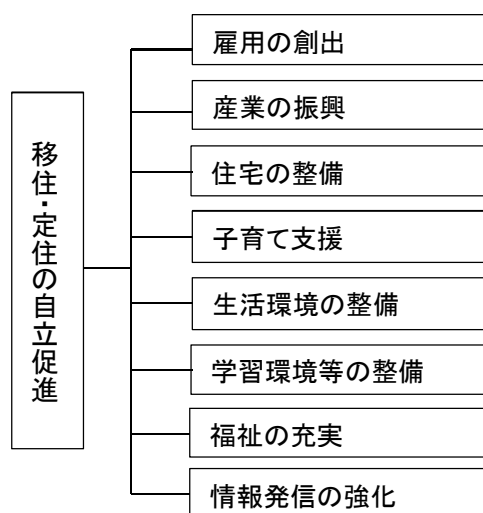 移住・定住の自立促進
雇用の創出
産業の振興
住宅の整備
子育て支援
生活環境の整備
学習環境等の整備
福祉の充実
情報発信の強化